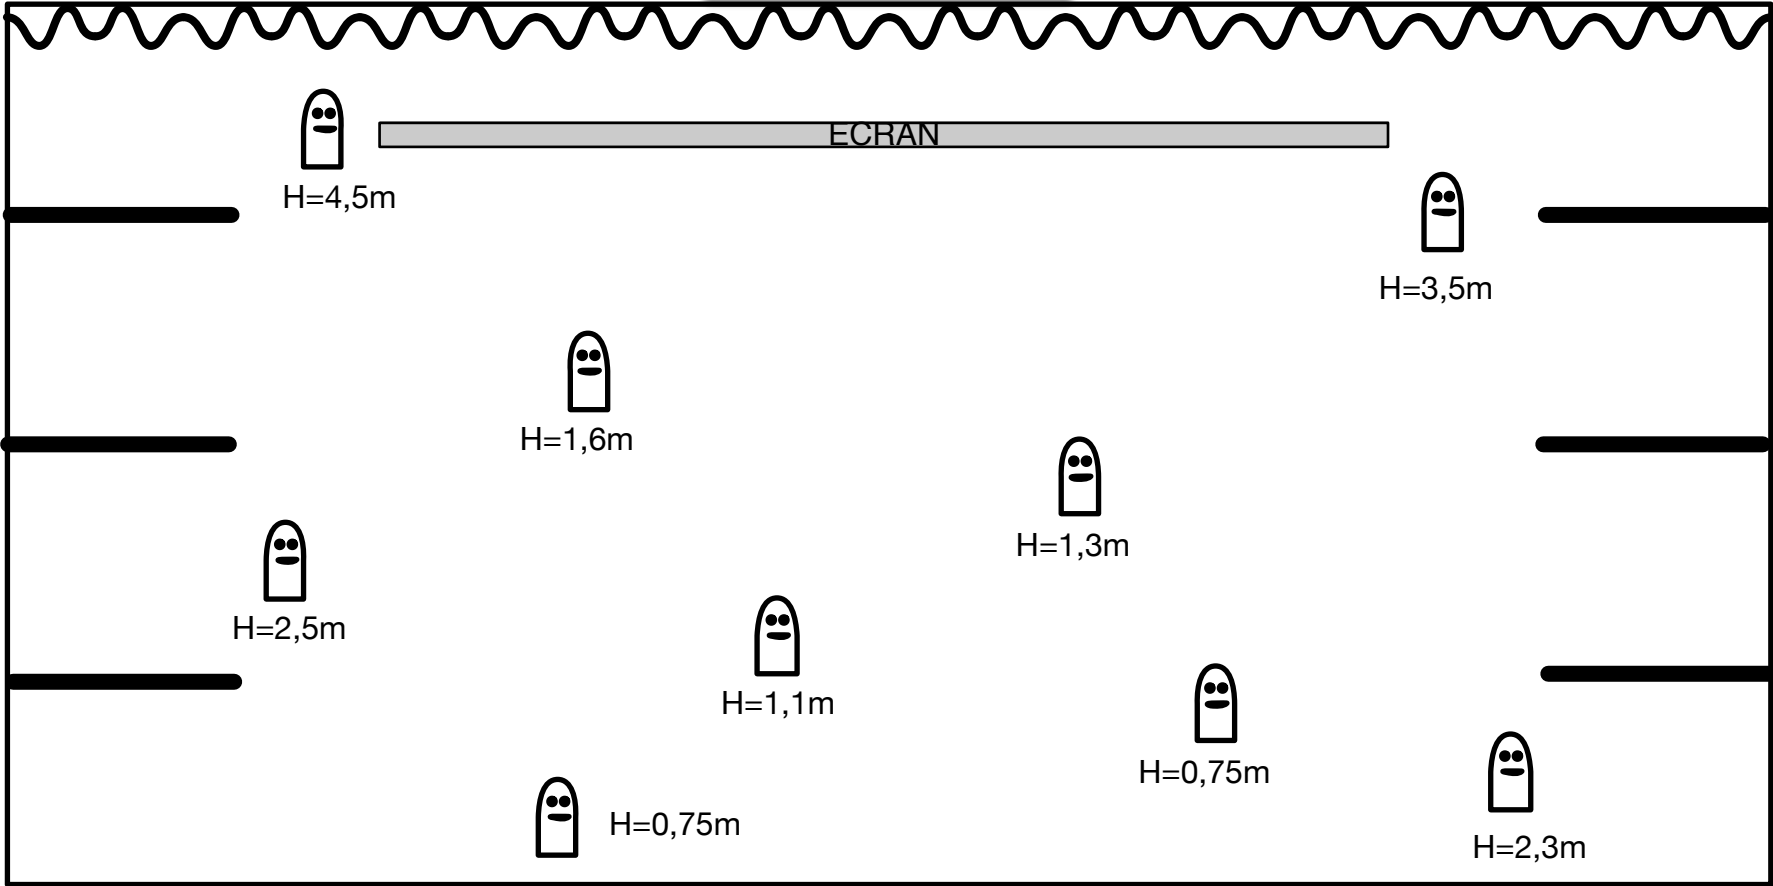 ECRAN
H=4,5m
H=3,5m
H=1,6m
H=1,3m
H=2,5m
H=1,1m
H=0,75m
H=0,75m
H=2,3m